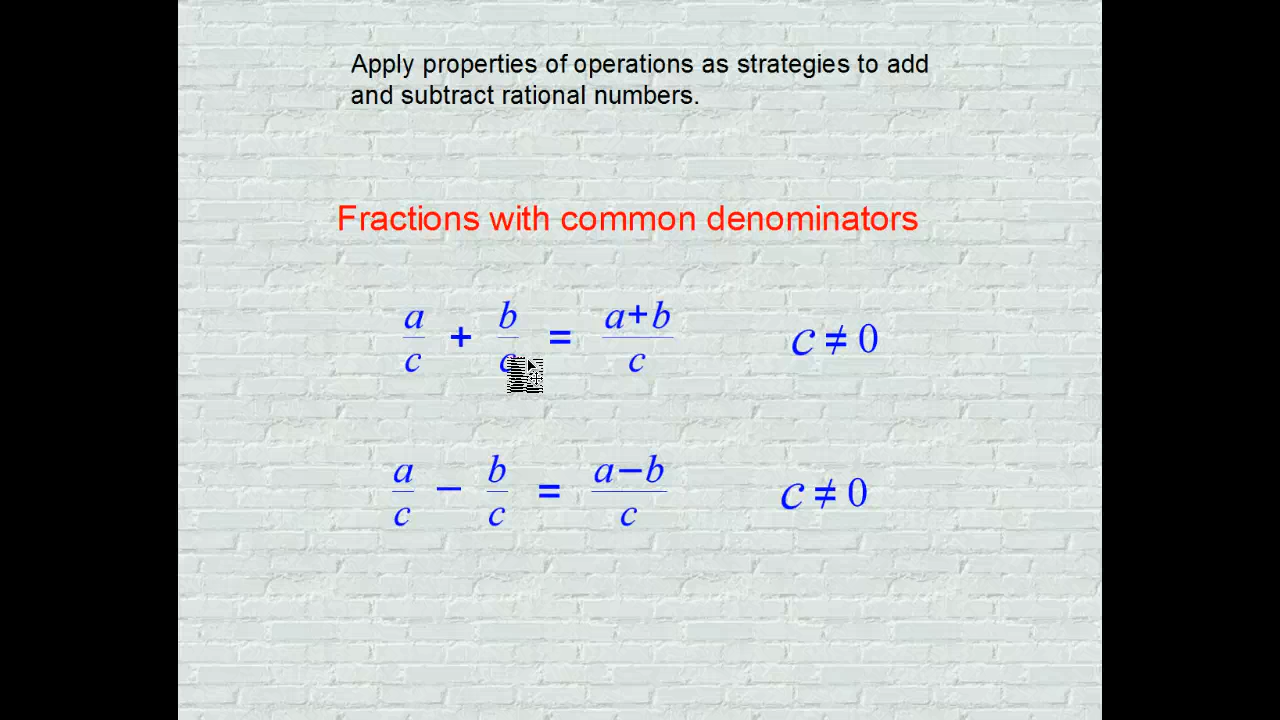 Apply properties of operations as strategies to add
and subtract rational numbers.
Fractions with common denominators
a/c + b/c = a+b/c c ≠ 0
a/c − b/c = a−b/c c ≠ 0